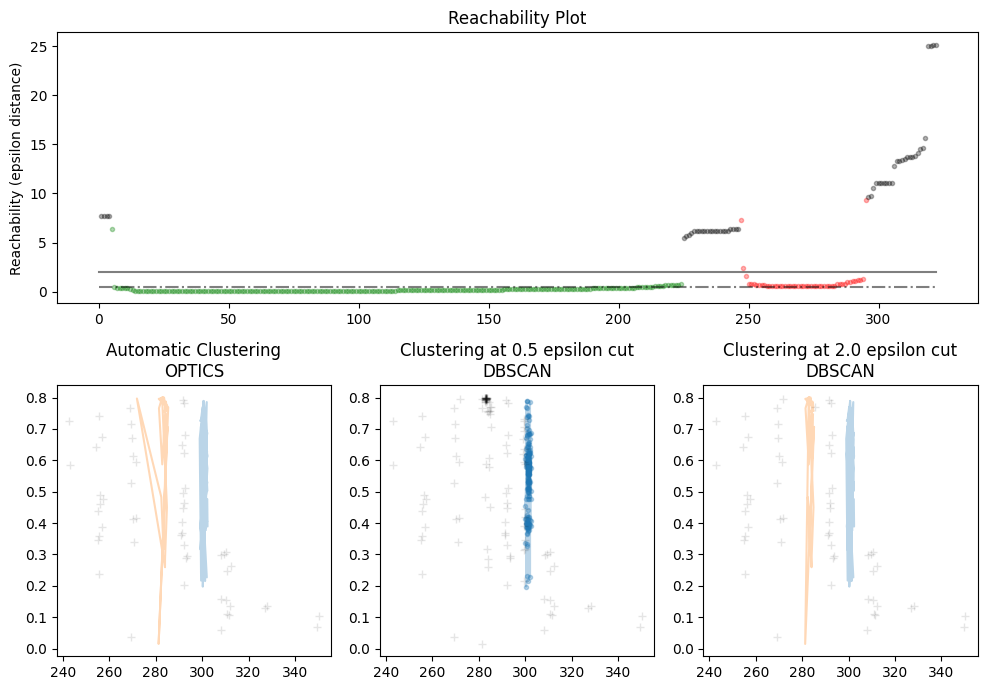 Reachability Plot
Reachability (epsilon distance)
25
20
15
10
5
0
0 50 100 150 200 250 300
Automatic Clustering
OPTICS
0.8
0.7
0.6
0.5
0.4
0.3
0.2
0.1
0.0
240 260 280 300 320 340
Clustering at 0.5 epsilon cut
DBSCAN
0.8
0.7
0.6
0.5
0.4
0.3
0.2
0.1
0.0
240 260 280 300 320 340
Clustering at 2.0 epsilon cut
DBSCAN
0.8
0.7
0.6
0.5
0.4
0.3
0.2
0.1
0.0
240 260 280 300 320 340